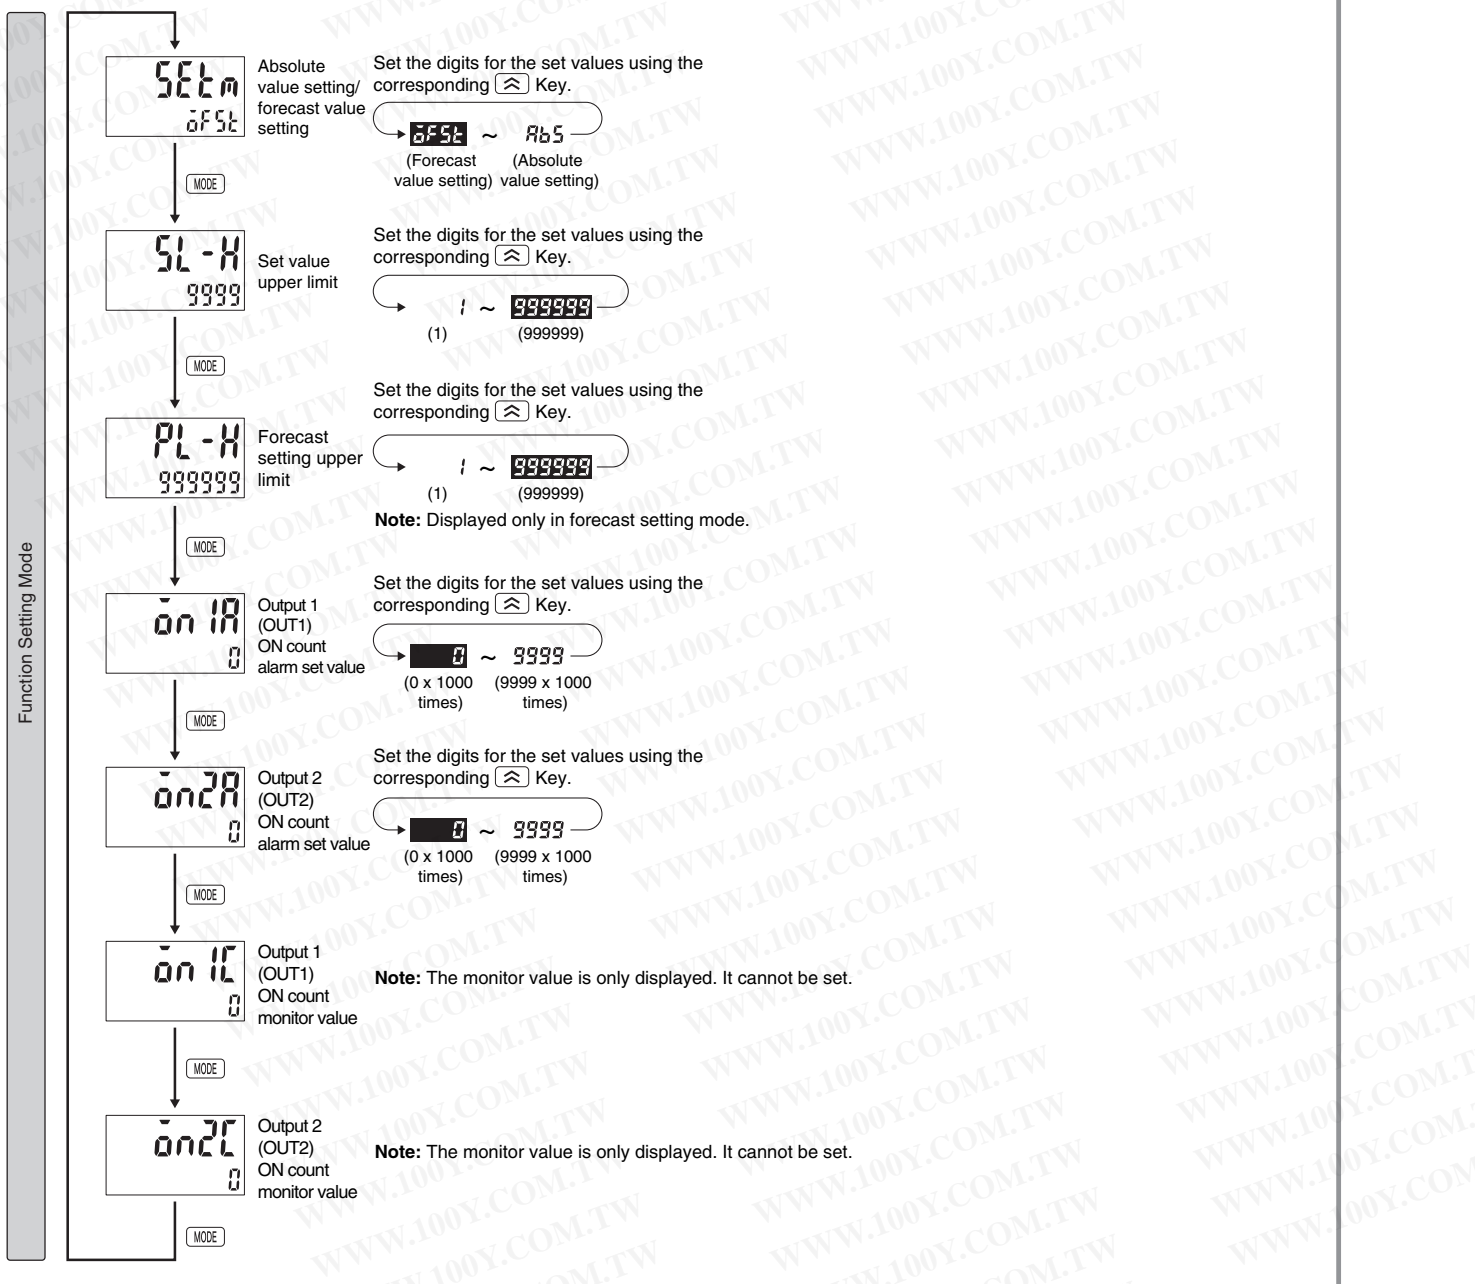 Function Setting Mode
SEtm
oFSt
Absolute
value setting/
forecast value
setting
Set the digits for the set values using the
corresponding Key.
oFSt ~ AbS
(Forecast
value setting)
(Absolute
value setting)
MODE
SL-H
9999
Set value
upper limit
Set the digits for the set values using the
corresponding Key.
1 ~ 999999
(1) (999999)
MODE
PL-H
999999
Forecast
setting upper
limit
Set the digits for the set values using the
corresponding Key.
1 ~ 999999
(1) (999999)
Note: Displayed only in forecast setting mode.
MODE
on1A
0
Output 1
(OUT1)
ON count
alarm set value
Set the digits for the set values using the
corresponding Key.
0 ~ 9999
(0 x 1000
times)
(9999 x 1000
times)
MODE
on2A
0
Output 2
(OUT2)
ON count
alarm set value
Set the digits for the set values using the
corresponding Key.
0 ~ 9999
(0 x 1000
times)
(9999 x 1000
times)
MODE
on1C
0
Output 1
(OUT1)
ON count
monitor value
Note: The monitor value is only displayed. It cannot be set.
MODE
on2C
0
Output 2
(OUT2)
ON count
monitor value
Note: The monitor value is only displayed. It cannot be set.
MODE
WWW.100Y.COM.TW